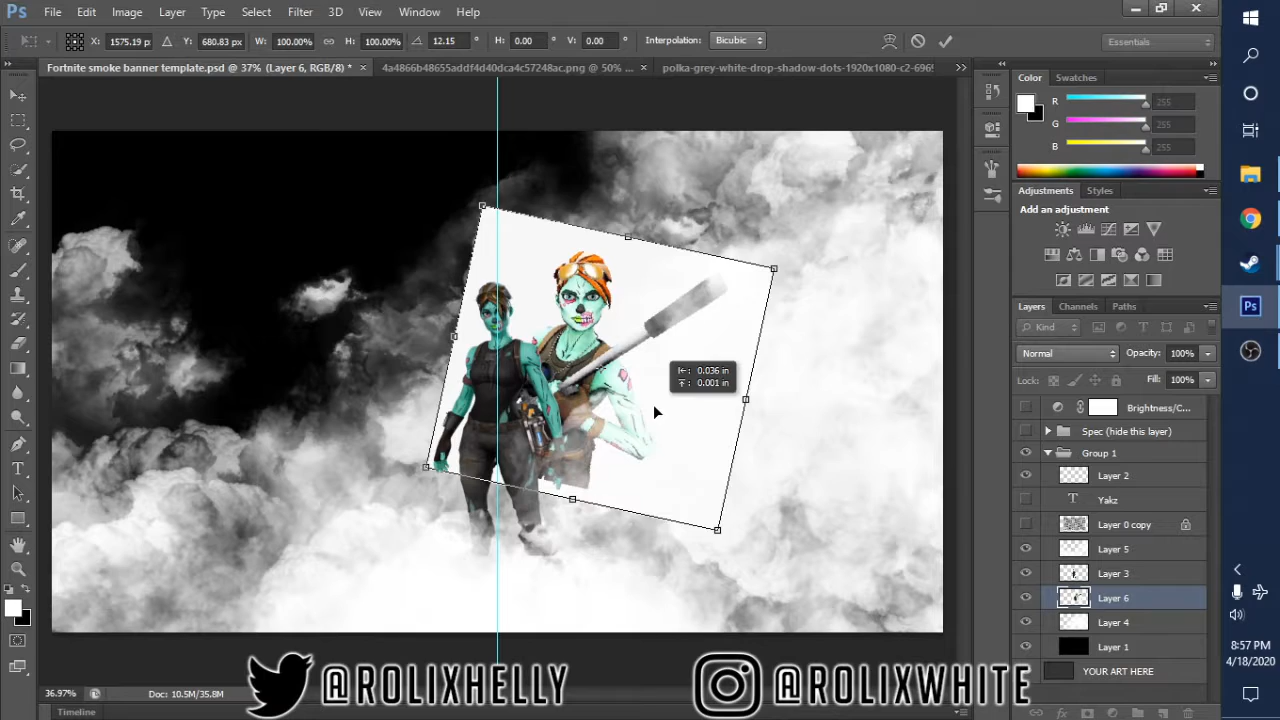 Ps File Edit Image Layer Type Select Filter 3D View Window Help
X: 1575.19 p Y: 680.83 px W: 100.00% H: 100.00% 12.15 ° H: 0.00 ° V: 0.00 ° Interpolation: Bicubic Essentials
Fortnite smoke banner template.psd @ 37% (Layer 6, RGB/8) * × 4a4866b48655addf4d40dca4c57248ac.png @ 50% ... × polka-grey-white-drop-shadow-dots-1920x1080-c2-696
Color Swatches
R 255
G 255
B 255
Adjustments Styles
Add an adjustment
Layers Channels Paths
Kind
Normal Opacity: 100%
Lock: Fill: 100%
Brightness/C...
Spec (hide this layer)
Group 1
Layer 2
T Yakz
Layer 0 copy
Layer 5
Layer 3
Layer 6
Layer 4
Layer 1
YOUR ART HERE
0.036 in
0.001 in
36.97% Doc: 10.5M/35.8M
Timeline
@ROLIXHELLY @ROLIXWHITE
Ps
8:57 PM
4/18/2020